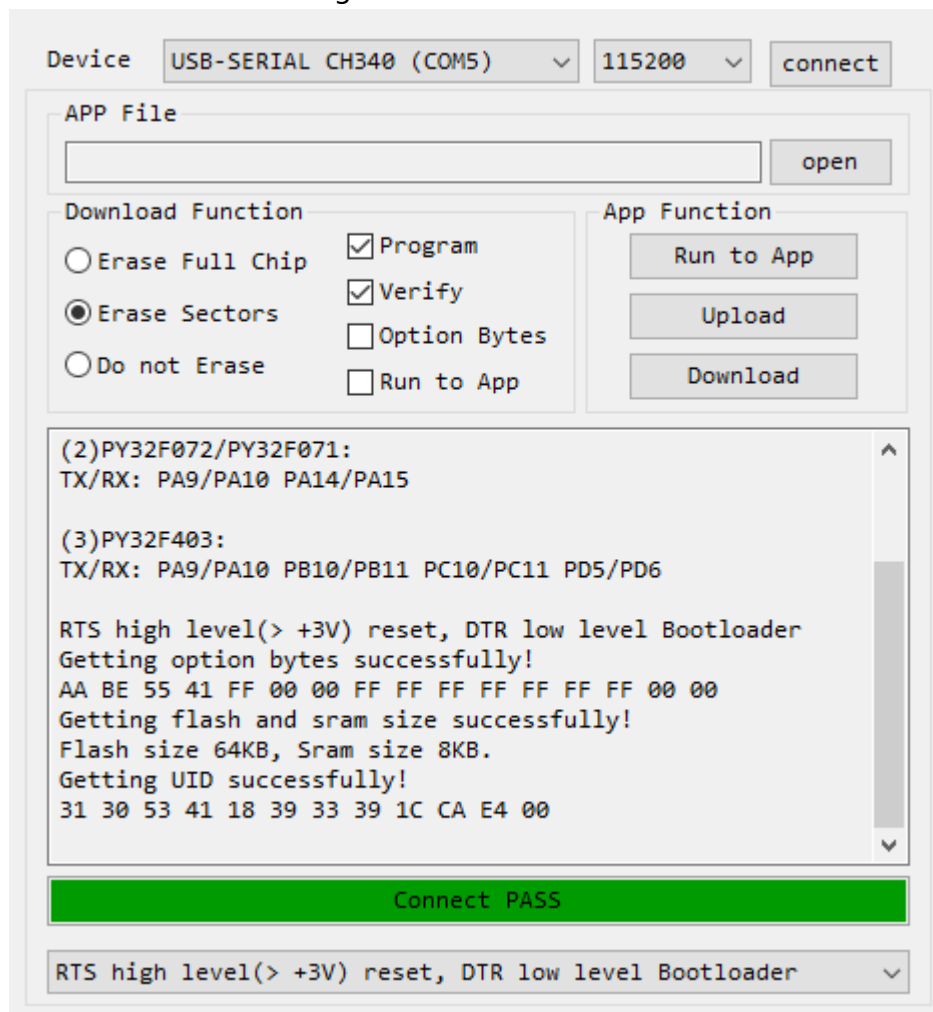 Device USB-SERIAL CH340 (COM5) 115200 connect
APP File
open
Download Function
Erase Full Chip
Erase Sectors
Do not Erase
Program
Verify
Option Bytes
Run to App
App Function
Run to App
Upload
Download
(2)PY32F072/PY32F071:
TX/RX: PA9/PA10 PA14/PA15
(3)PY32F403:
TX/RX: PA9/PA10 PB10/PB11 PC10/PC11 PD5/PD6
RTS high level(> +3V) reset, DTR low level Bootloader
Getting option bytes successfully!
AA BE 55 41 FF 00 00 FF FF FF FF FF FF FF 00 00
Getting flash and sram size successfully!
Flash size 64KB, Sram size 8KB.
Getting UID successfully!
31 30 53 41 18 39 33 39 1C CA E4 00
Connect PASS
RTS high level(> +3V) reset, DTR low level Bootloader